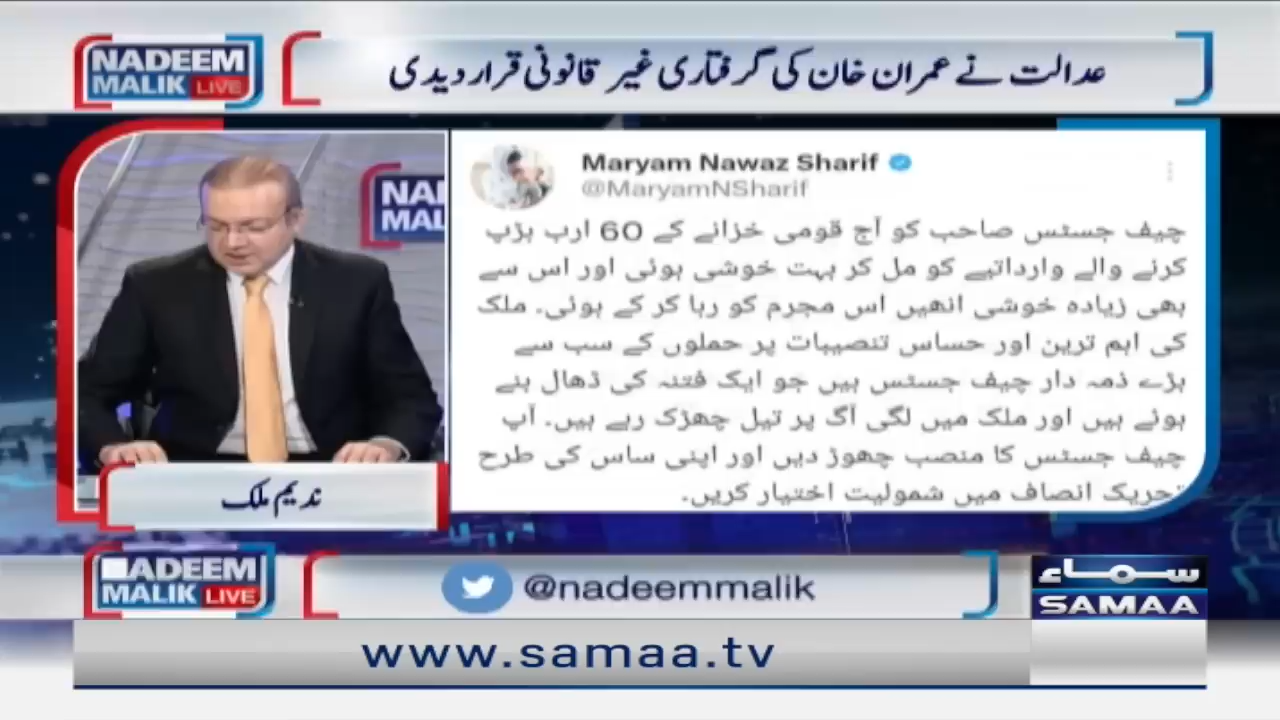 NADEEM
MALIK LIVE
عدالت نے عمران خان کی گرفتاری غیر قانونی قرار دیدی
NAI
MAL
Maryam Nawaz Sharif
@MaryamNSharif
چیف جسٹس صاحب کو آج قومی خزانے کے 60 ارب ہڑپ
کرنے والے وارداتیے کو مل کر بہت خوشی ہوئی اور اس سے
بھی زیادہ خوشی انھیں اس مجرم کو رہا کر کے ہوئی۔ ملک
کی اہم ترین اور حساس تنصیبات پر حملوں کے سب سے
بڑے ذمہ دار چیف جسٹس ہیں جو ایک فتنہ کی ڈھال بنے
ہوئے ہیں اور ملک میں لگی آگ پر تیل چھڑک رہے ہیں۔ آپ
چیف جسٹس کا منصب چھوڑ دیں اور اپنی ساس کی طرح
تحریک انصاف میں شمولیت اختیار کریں۔
ندیم ملک
NADEEM
MALIK LIVE
@nadeemmalik
سماء
SAMAA
www.samaa.tv